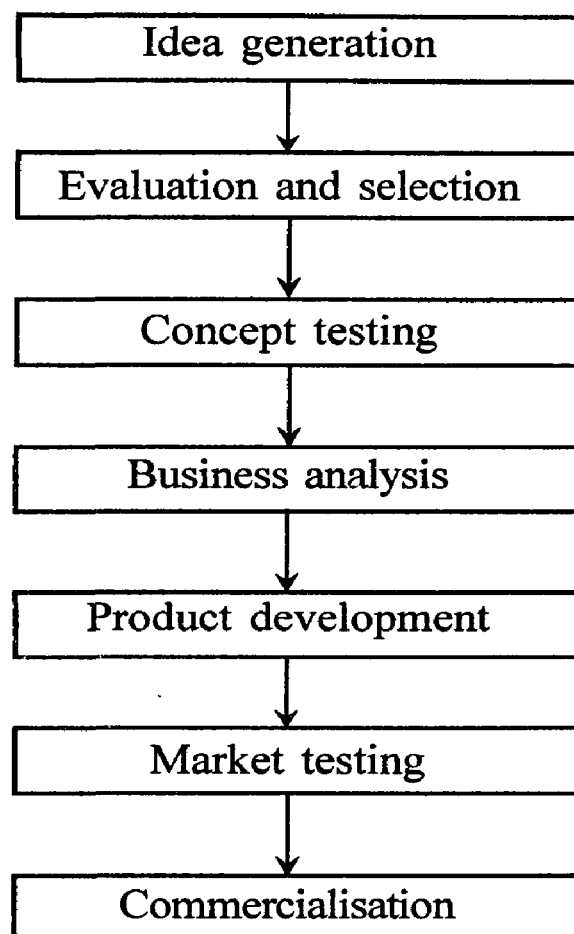 Idea generation
Evaluation and selection
Concept testing
Business analysis
Product development
Market testing
Commercialisation